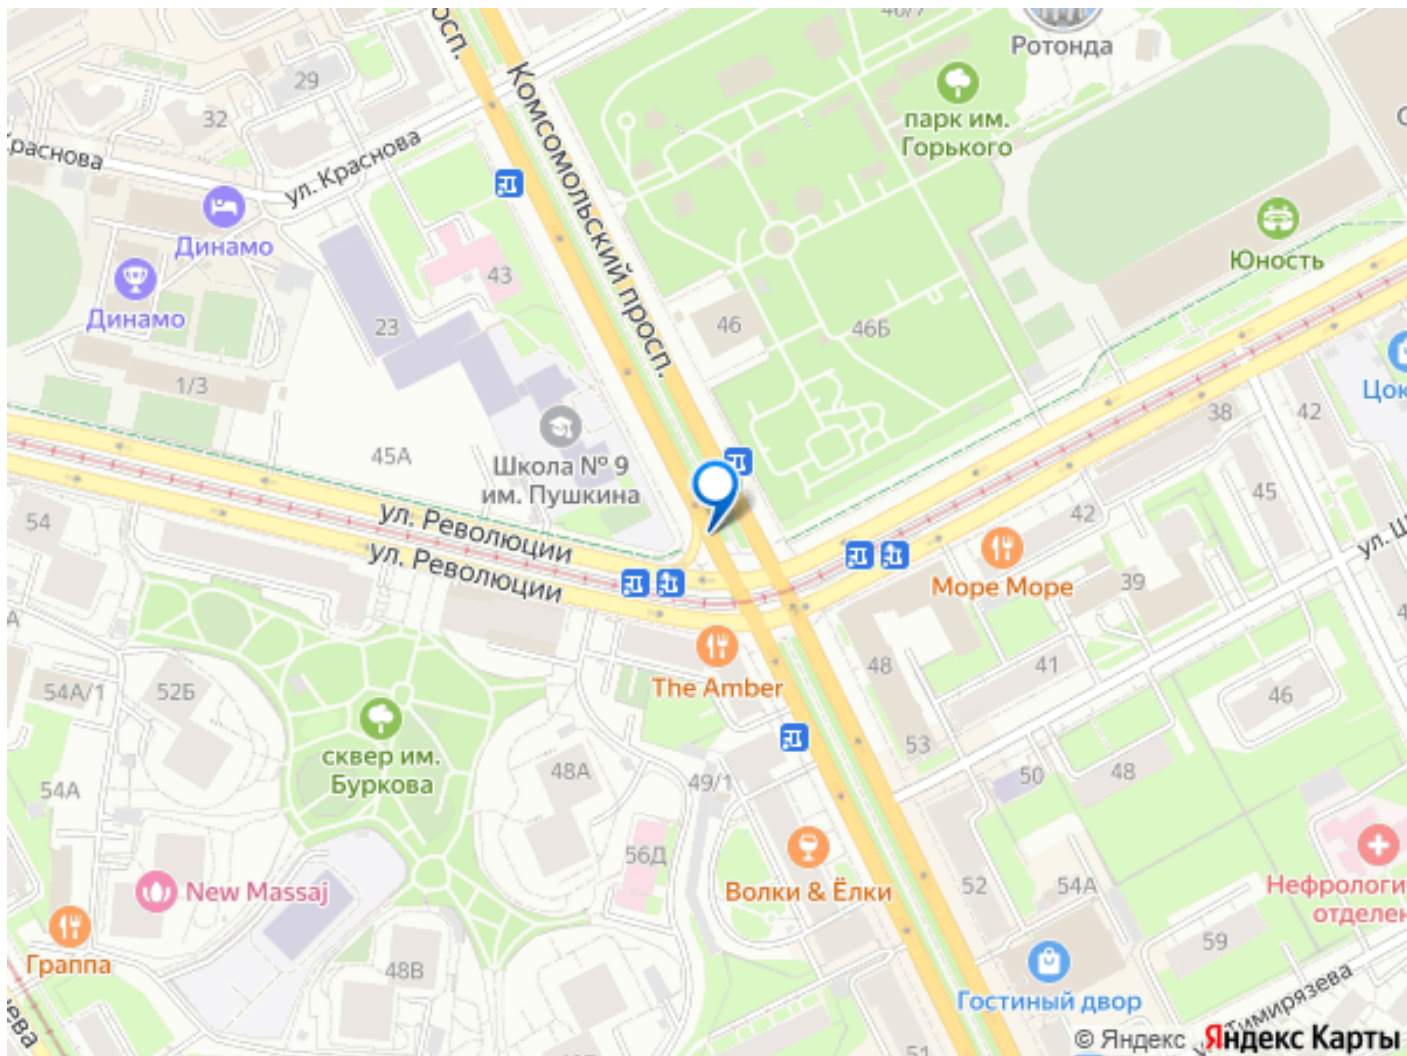 Ротонда
парк им.
Горького
29
32
ул. Краснова
Комсомольский просп.
просп.
Динамо
Динамо
Юность
43
23
46
46Б
1/3
38
42
45А
Школа № 9
им. Пушкина
ул. Революции
ул. Революции
54
45
42
Море Море
39
The Amber
48
41
46
54А/1
52Б
сквер им.
Буркова
48А
53
50
48
54А
49/1
56Д
Волки & Ёлки
52
54А
New Massaj
Граппа
48В
59
Гостиный двор
Тимирязева
51
© Яндекс
Яндекс Карты